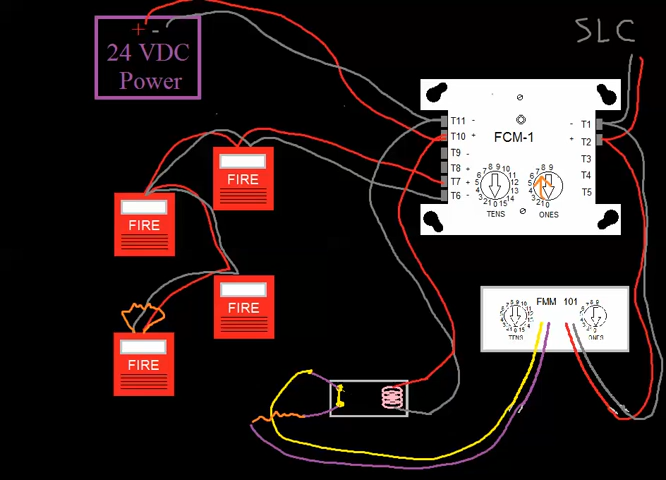 SLC
+ -
24 VDC
Power
T11 -
T10 +
T9 -
T8 +
T7 +
T6 -
FCM-1
- T1
+ T2
T3
T4
T5
TENS
ONES
FIRE
FIRE
FIRE
FIRE
FMM 101
TENS
ONES